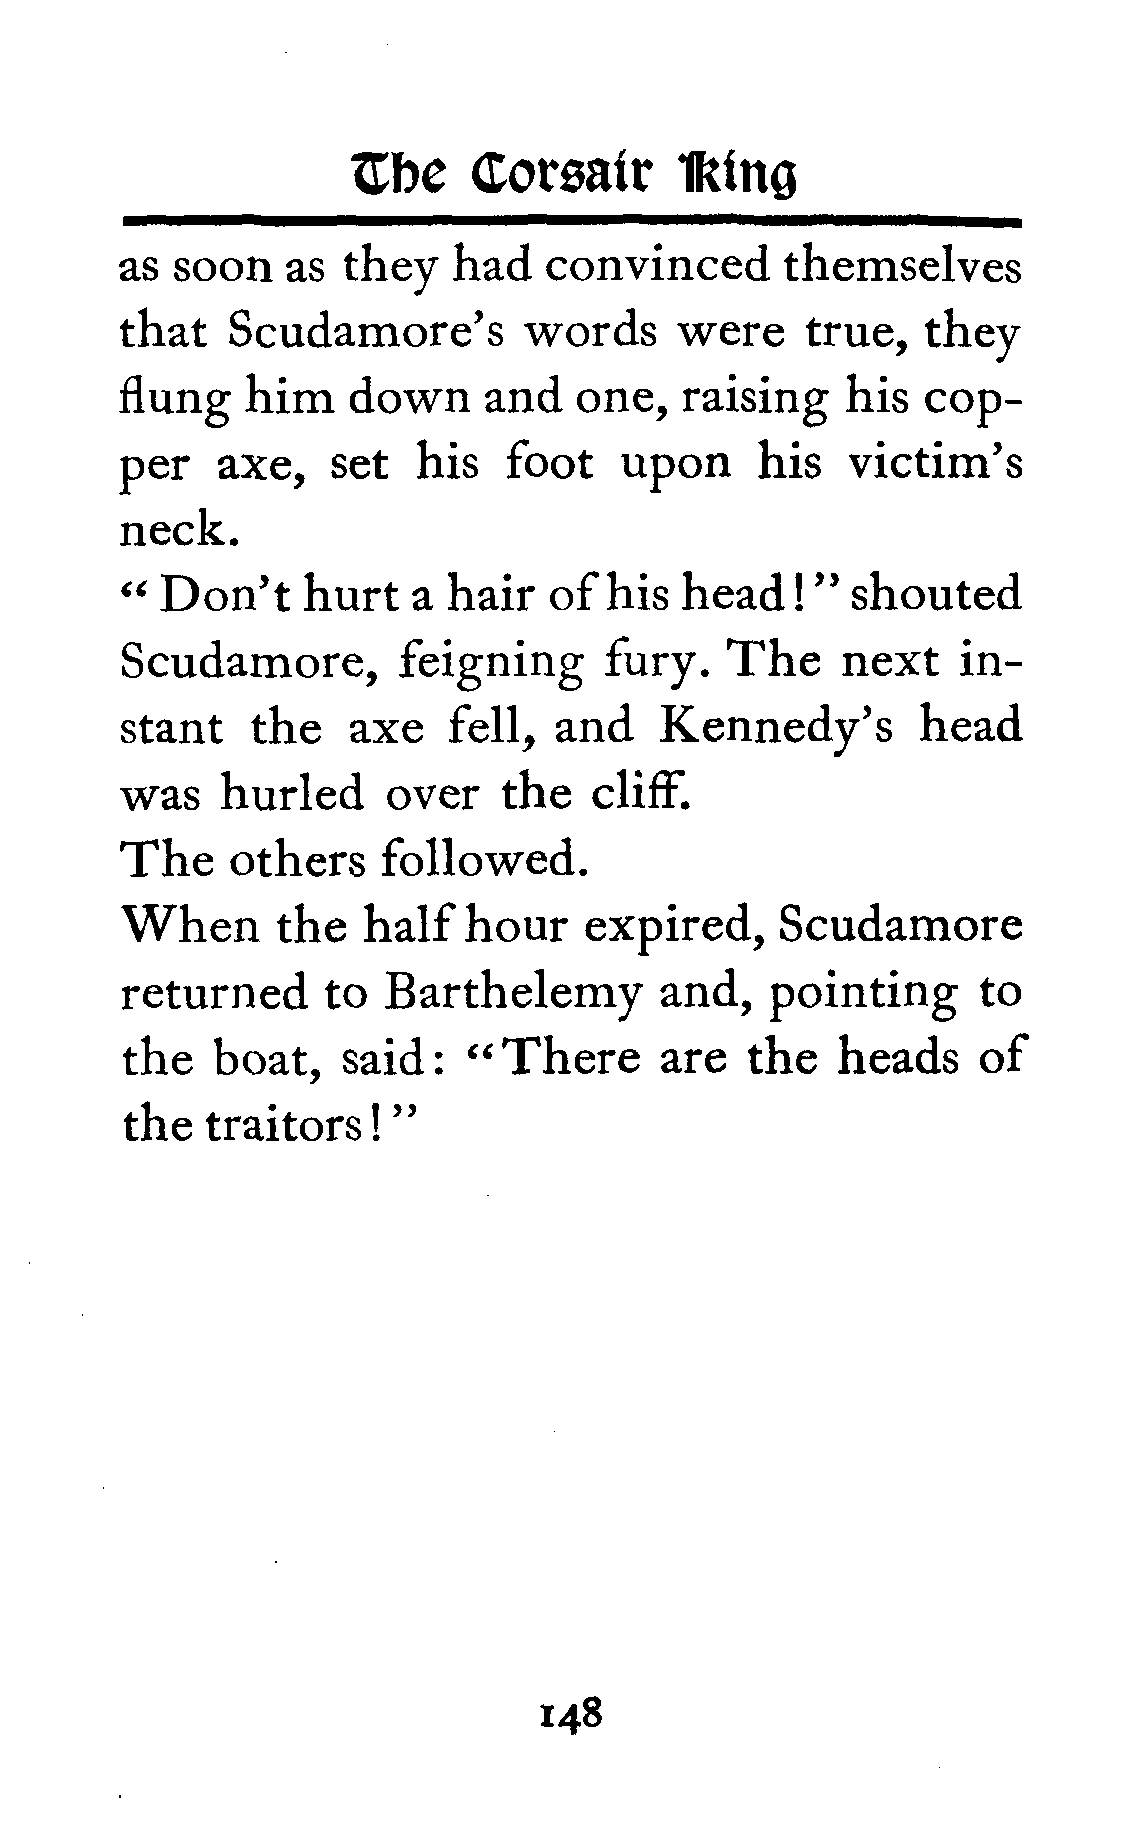 The Corsair King
as soon as they had convinced themselves
that Scudamore's words were true, they
flung him down and one, raising his cop-
per axe, set his foot upon his victim's
neck.
“ Don't hurt a hair of his head ! ” shouted
Scudamore, feigning fury. The next in-
stant the axe fell, and Kennedy's head
was hurled over the cliff.
The others followed.
When the half hour expired, Scudamore
returned to Barthelemy and, pointing to
the boat, said : “There are the heads of
the traitors ! ”
148